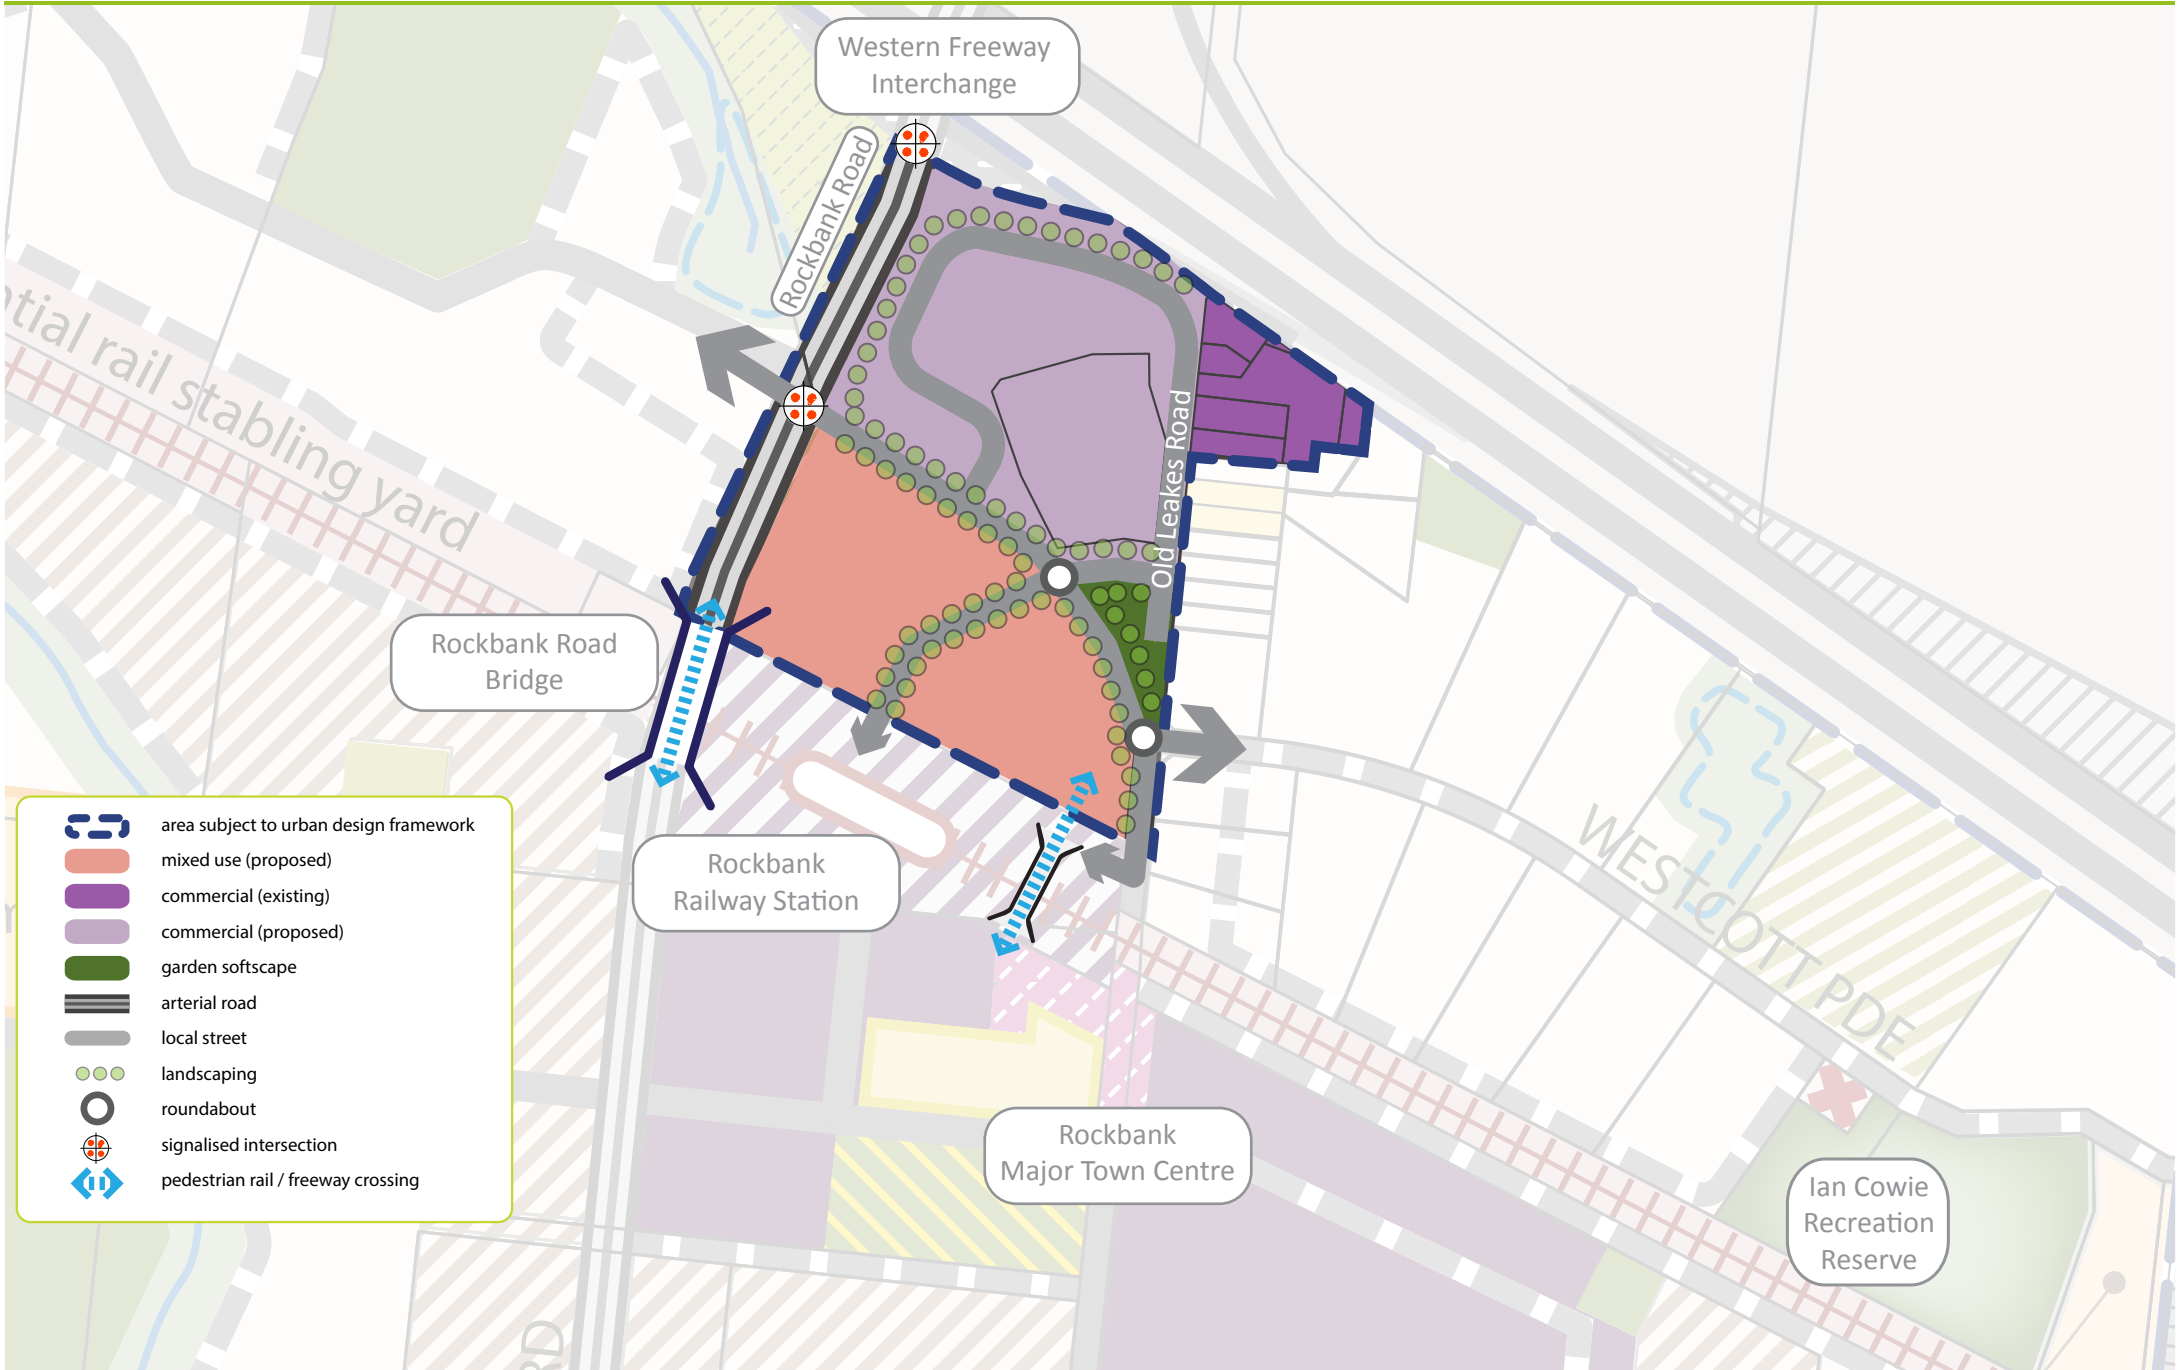 Western Freeway
Interchange
Rockbank Road
rail stabling yard
Old Leakes Road
Rockbank Road
Bridge
Rockbank
Railway Station
WESTCOTT PDE
Rockbank
Major Town Centre
Ian Cowie
Recreation
Reserve
RD
area subject to urban design framework
mixed use (proposed)
commercial (existing)
commercial (proposed)
garden softscape
arterial road
local street
landscaping
roundabout
signalised intersection
pedestrian rail / freeway crossing